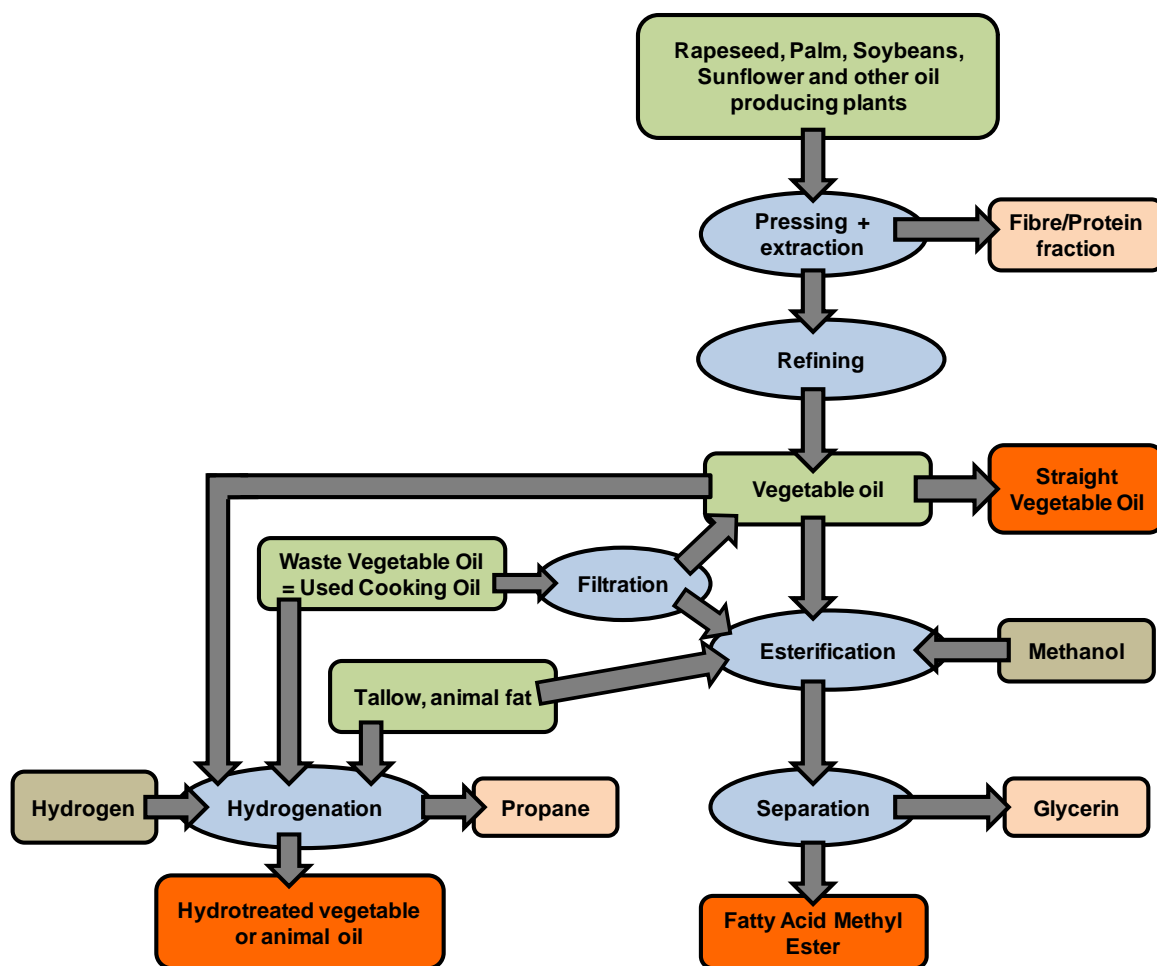 Rapeseed, Palm, Soybeans,
Sunflower and other oil
producing plants
Pressing +
extraction
Fibre/Protein
fraction
Refining
Vegetable oil
Straight
Vegetable Oil
Waste Vegetable Oil
= Used Cooking Oil
Filtration
Esterification
Methanol
Tallow, animal fat
Hydrogen
Hydrogenation
Propane
Separation
Glycerin
Hydrotreated vegetable
or animal oil
Fatty Acid Methyl
Ester